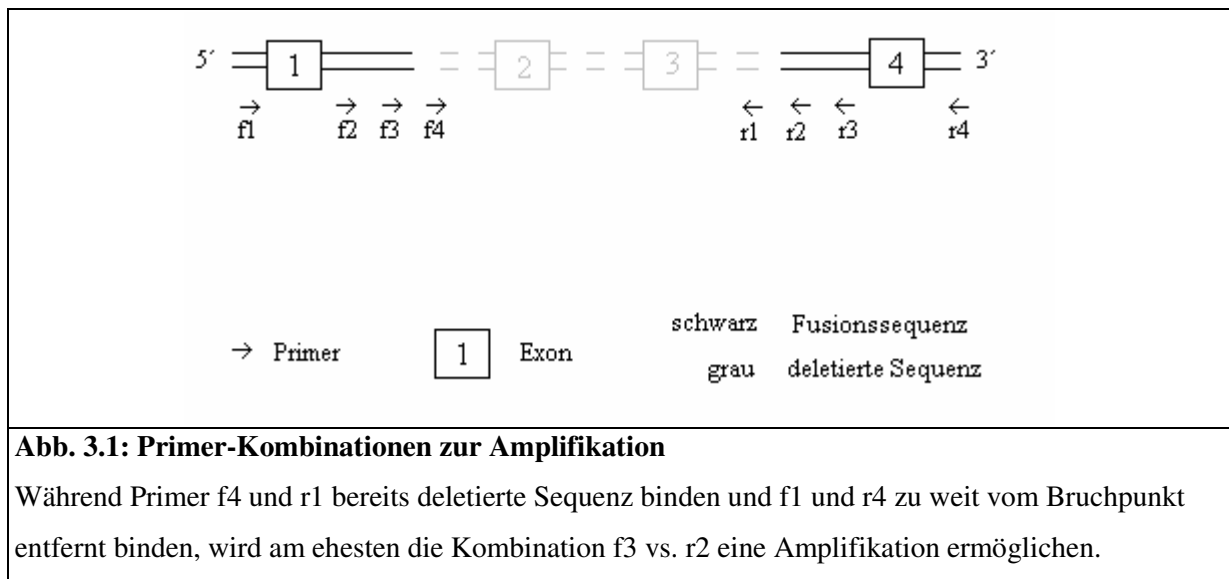 5´ 1 2 3 4 3´
f1 f2 f3 f4 r1 r2 r3 r4
schwarz Fusionssequenz
→ Primer 1 Exon
grau deletierte Sequenz
Abb. 3.1: Primer-Kombinationen zur Amplifikation
Während Primer f4 und r1 bereits deletierte Sequenz binden und f1 und r4 zu weit vom Bruchpunkt
entfernt binden, wird am ehesten die Kombination f3 vs. r2 eine Amplifikation ermöglichen.